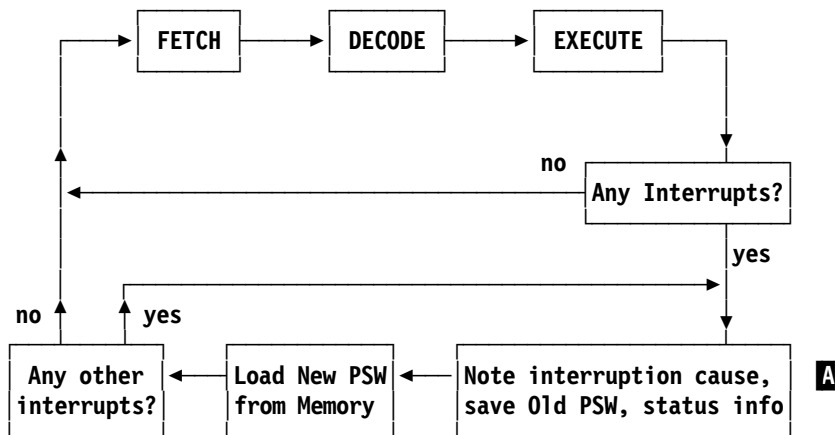 FETCH DECODE EXECUTE
no
Any Interrupts?
yes
no yes
Any other
interrupts?
Load New PSW
from Memory
Note interruption cause,
save Old PSW, status info
A